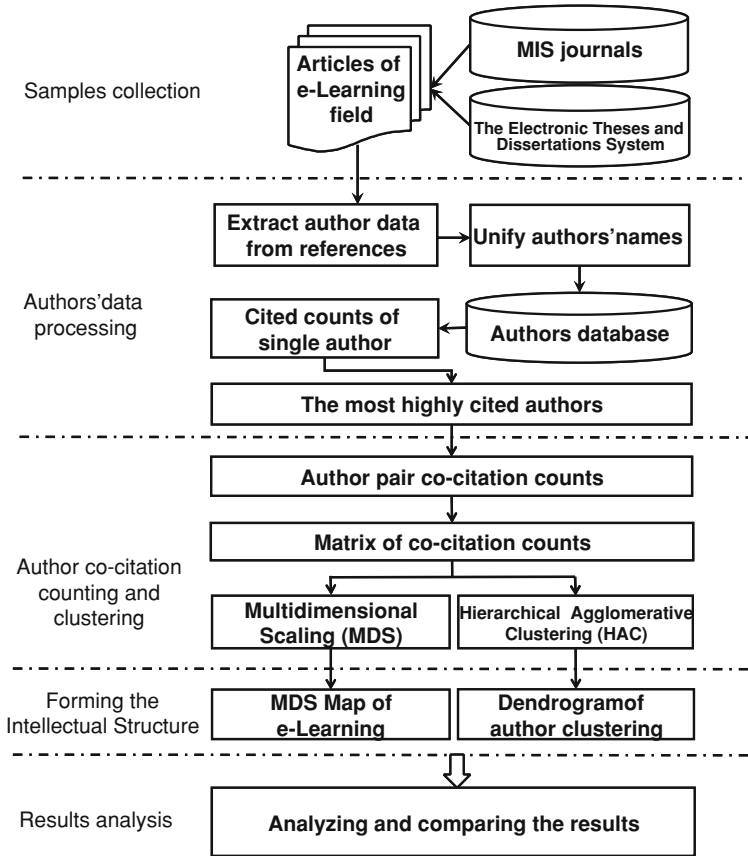 Samples collection
Articles of
e-Learning
field
MIS journals
The Electronic Theses and
Dissertations System
Authors'data
processing
Extract author data
from references
Unify authors'names
Cited counts of
single author
Authors database
The most highly cited authors
Author co-citation
counting and
clustering
Author pair co-citation counts
Matrix of co-citation counts
Multidimensional
Scaling (MDS)
Hierarchical Agglomerative
Clustering (HAC)
Forming the
Intellectual Structure
MDS Map of
e-Learning
Dendrogramof
author clustering
Results analysis
Analyzing and comparing the results